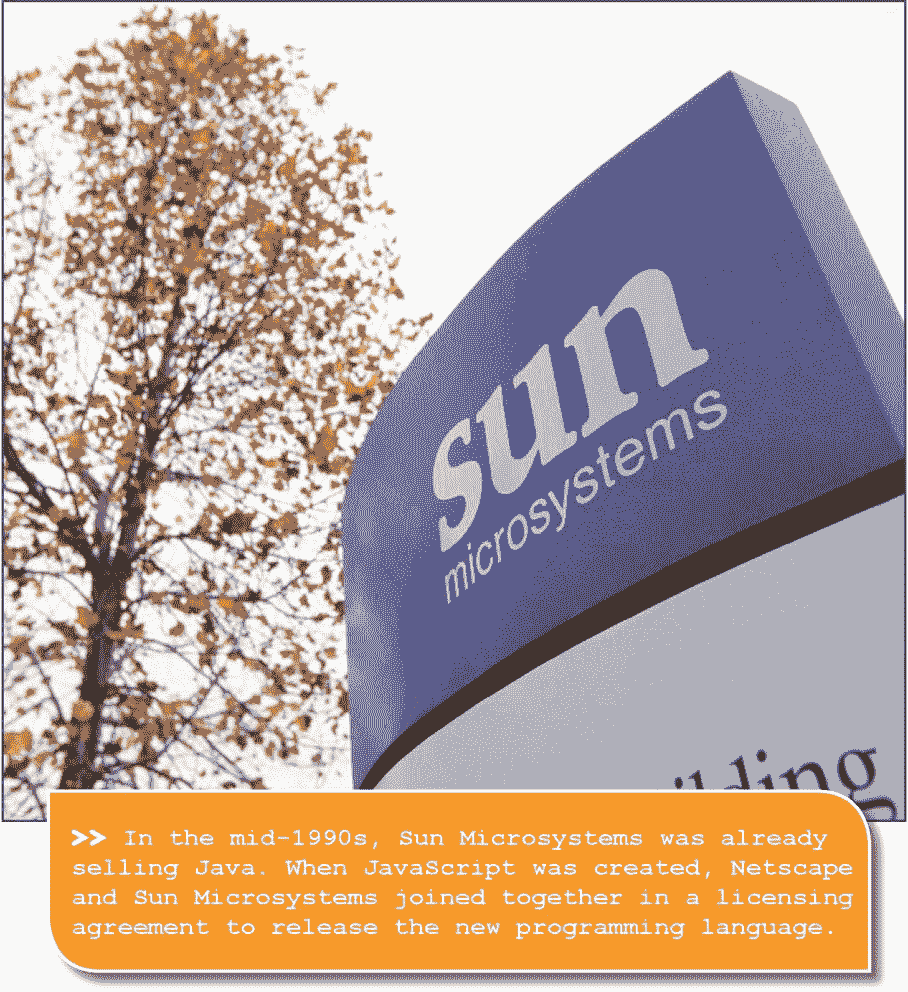 sun
microsystems
ilding
>> In the mid-1990s, Sun Microsystems was already
selling Java. When JavaScript was created, Netscape
and Sun Microsystems joined together in a licensing
agreement to release the new programming language.